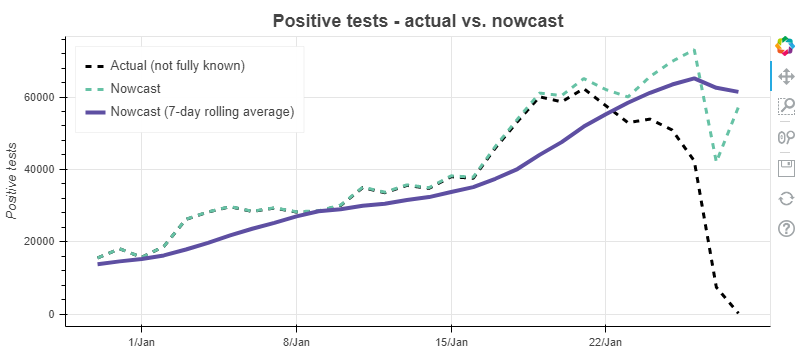 Positive tests - actual vs. nowcast
Actual (not fully known)
Nowcast
Nowcast (7-day rolling average)
Positive tests
60000
40000
20000
0
1/Jan
8/Jan
15/Jan
22/Jan